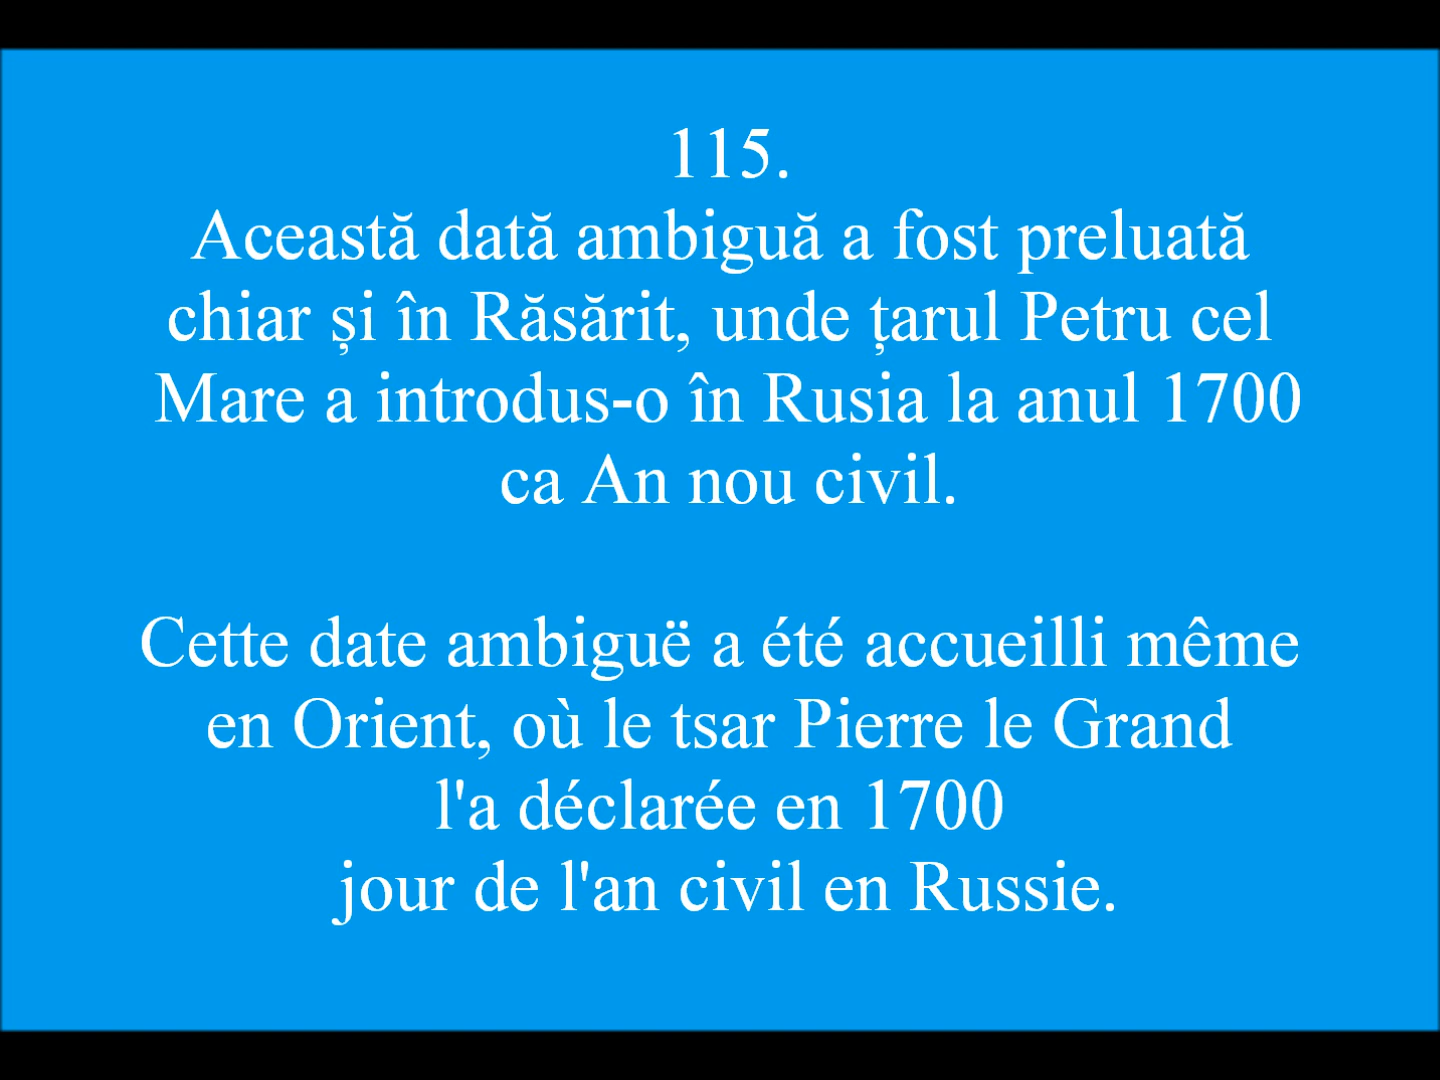 115.
Această dată ambiguă a fost preluată
chiar și în Răsărit, unde țarul Petru cel
Mare a introdus-o în Rusia la anul 1700
ca An nou civil.
Cette date ambiguë a été accueilli même
en Orient, où le tsar Pierre le Grand
l'a déclarée en 1700
jour de l'an civil en Russie.